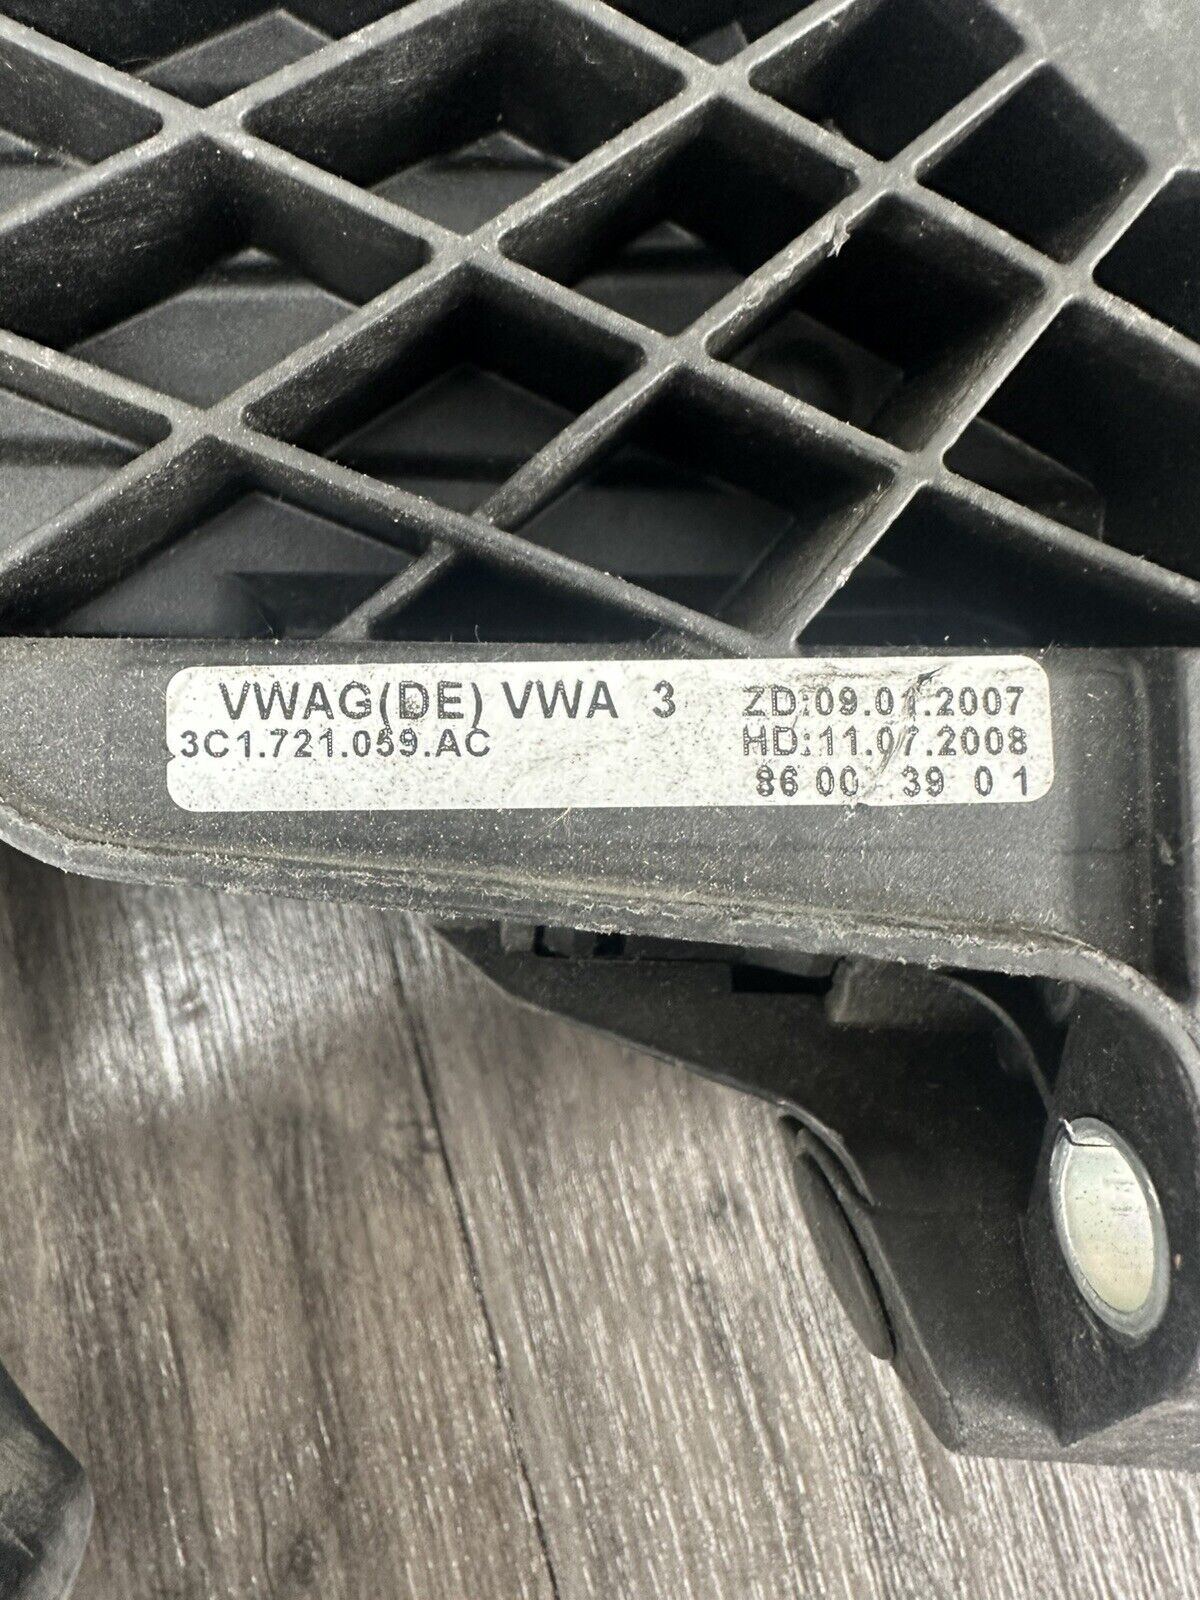 VWAG(DE) VWA 3 ZD:09.01.2007
3C1.721.059.AC HD:11.07.2008
86 00 39 0 1